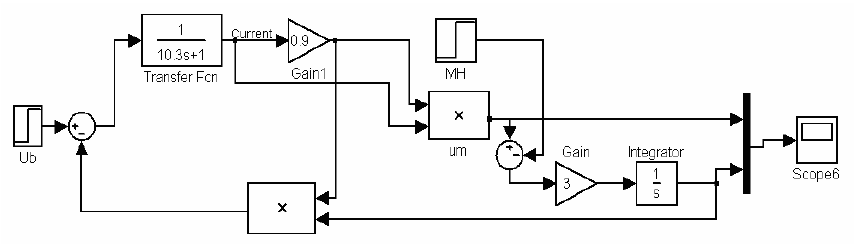 1
10.3s+1
Transfer Fcn
Current
0.9
Gain1
MH
Ub
+
−
×
um
+
−
Gain
3
Integrator
1
s
Scope6
×